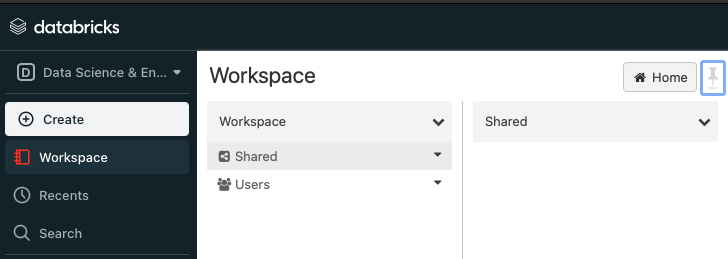 databricks
D Data Science & En...
Create
Workspace
Recents
Search
Workspace
Home
Workspace
Shared
Users
Shared